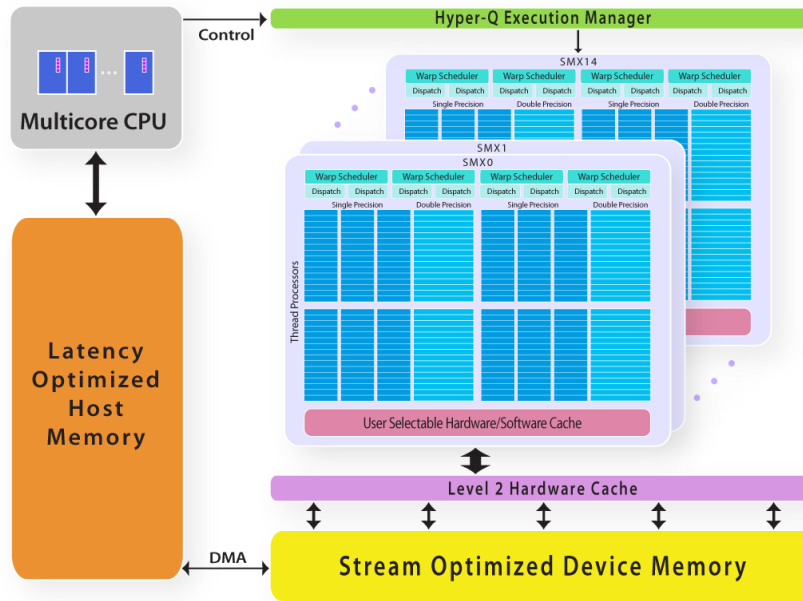 Hyper-Q Execution Manager
Control
Multicore CPU
SMX14
Warp Scheduler Warp Scheduler Warp Scheduler Warp Scheduler
Dispatch Dispatch Dispatch Dispatch Dispatch Dispatch Dispatch Dispatch
Single Precision Double Precision Single Precision Double Precision
SMX1
SMX0
Warp Scheduler Warp Scheduler Warp Scheduler Warp Scheduler
Dispatch Dispatch Dispatch Dispatch Dispatch Dispatch Dispatch Dispatch
Single Precision Double Precision Single Precision Double Precision
Thread Processors
Latency
Optimized
Host
Memory
User Selectable Hardware/Software Cache
Level 2 Hardware Cache
DMA
Stream Optimized Device Memory